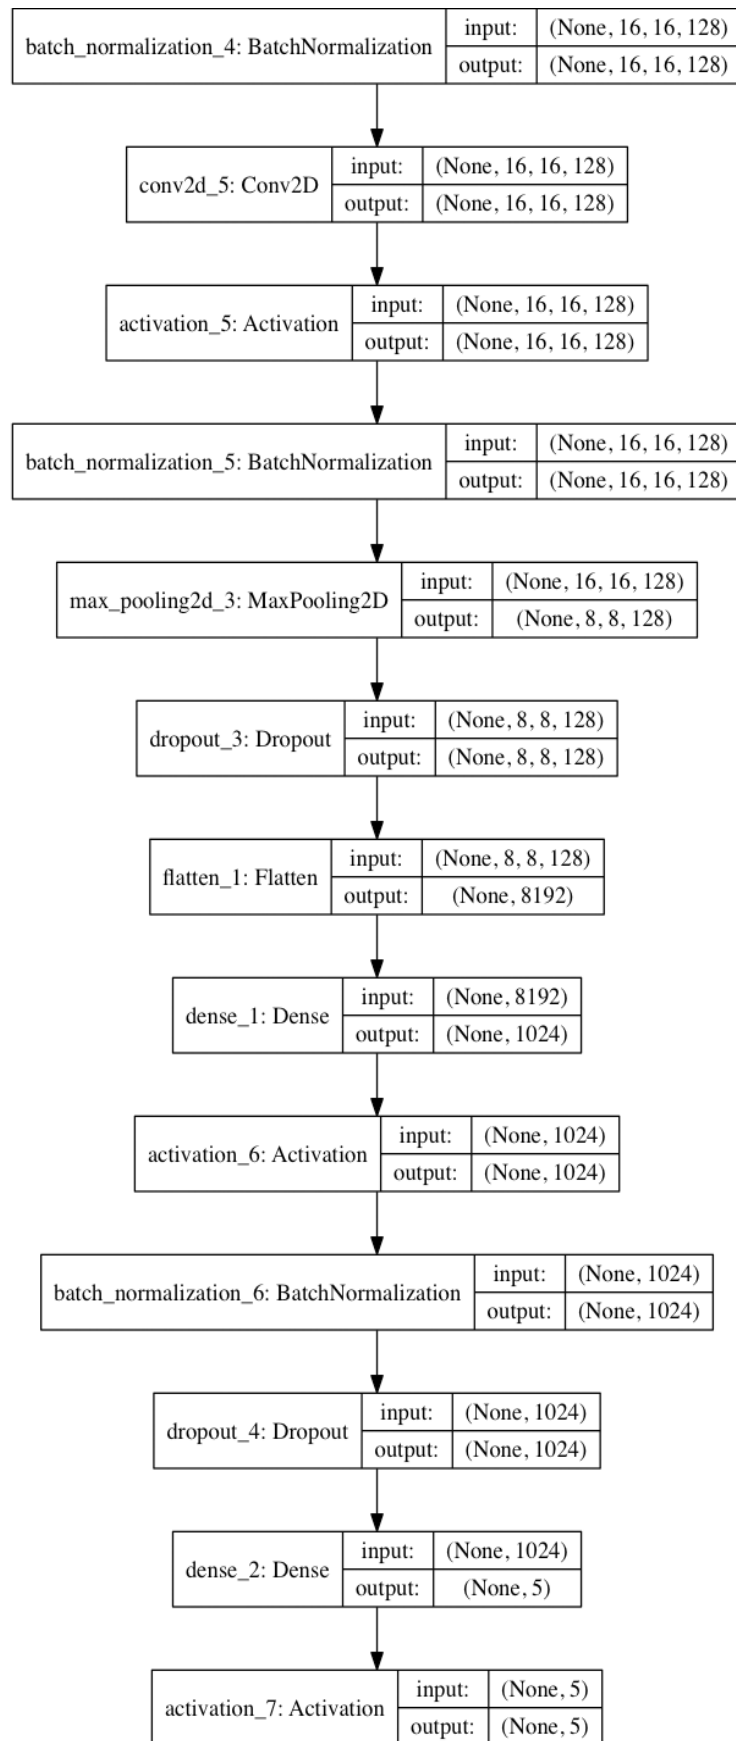 batch_normalization_4: BatchNormalization
input: (None, 16, 16, 128)
output: (None, 16, 16, 128)
conv2d_5: Conv2D
input: (None, 16, 16, 128)
output: (None, 16, 16, 128)
activation_5: Activation
input: (None, 16, 16, 128)
output: (None, 16, 16, 128)
batch_normalization_5: BatchNormalization
input: (None, 16, 16, 128)
output: (None, 16, 16, 128)
max_pooling2d_3: MaxPooling2D
input: (None, 16, 16, 128)
output: (None, 8, 8, 128)
dropout_3: Dropout
input: (None, 8, 8, 128)
output: (None, 8, 8, 128)
flatten_1: Flatten
input: (None, 8, 8, 128)
output: (None, 8192)
dense_1: Dense
input: (None, 8192)
output: (None, 1024)
activation_6: Activation
input: (None, 1024)
output: (None, 1024)
batch_normalization_6: BatchNormalization
input: (None, 1024)
output: (None, 1024)
dropout_4: Dropout
input: (None, 1024)
output: (None, 1024)
dense_2: Dense
input: (None, 1024)
output: (None, 5)
activation_7: Activation
input: (None, 5)
output: (None, 5)